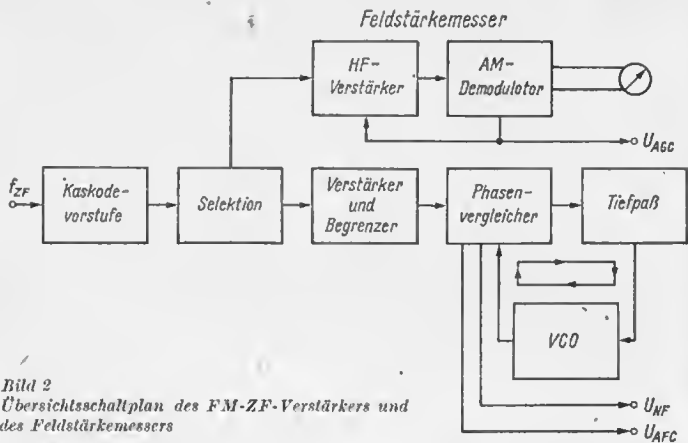 Feldstärkemesser
HF-
Verstärker
AM-
Demodulator
U_AGC
f_ZF
Kaskode-
vorstufe
Selektion
Verstärker
und
Begrenzer
Phasen-
vergleicher
Tiefpaß
VCO
U_NF
U_AFC
Bild 2
Übersichtsschaltplan des FM-ZF-Verstärkers und
des Feldstärkemessers